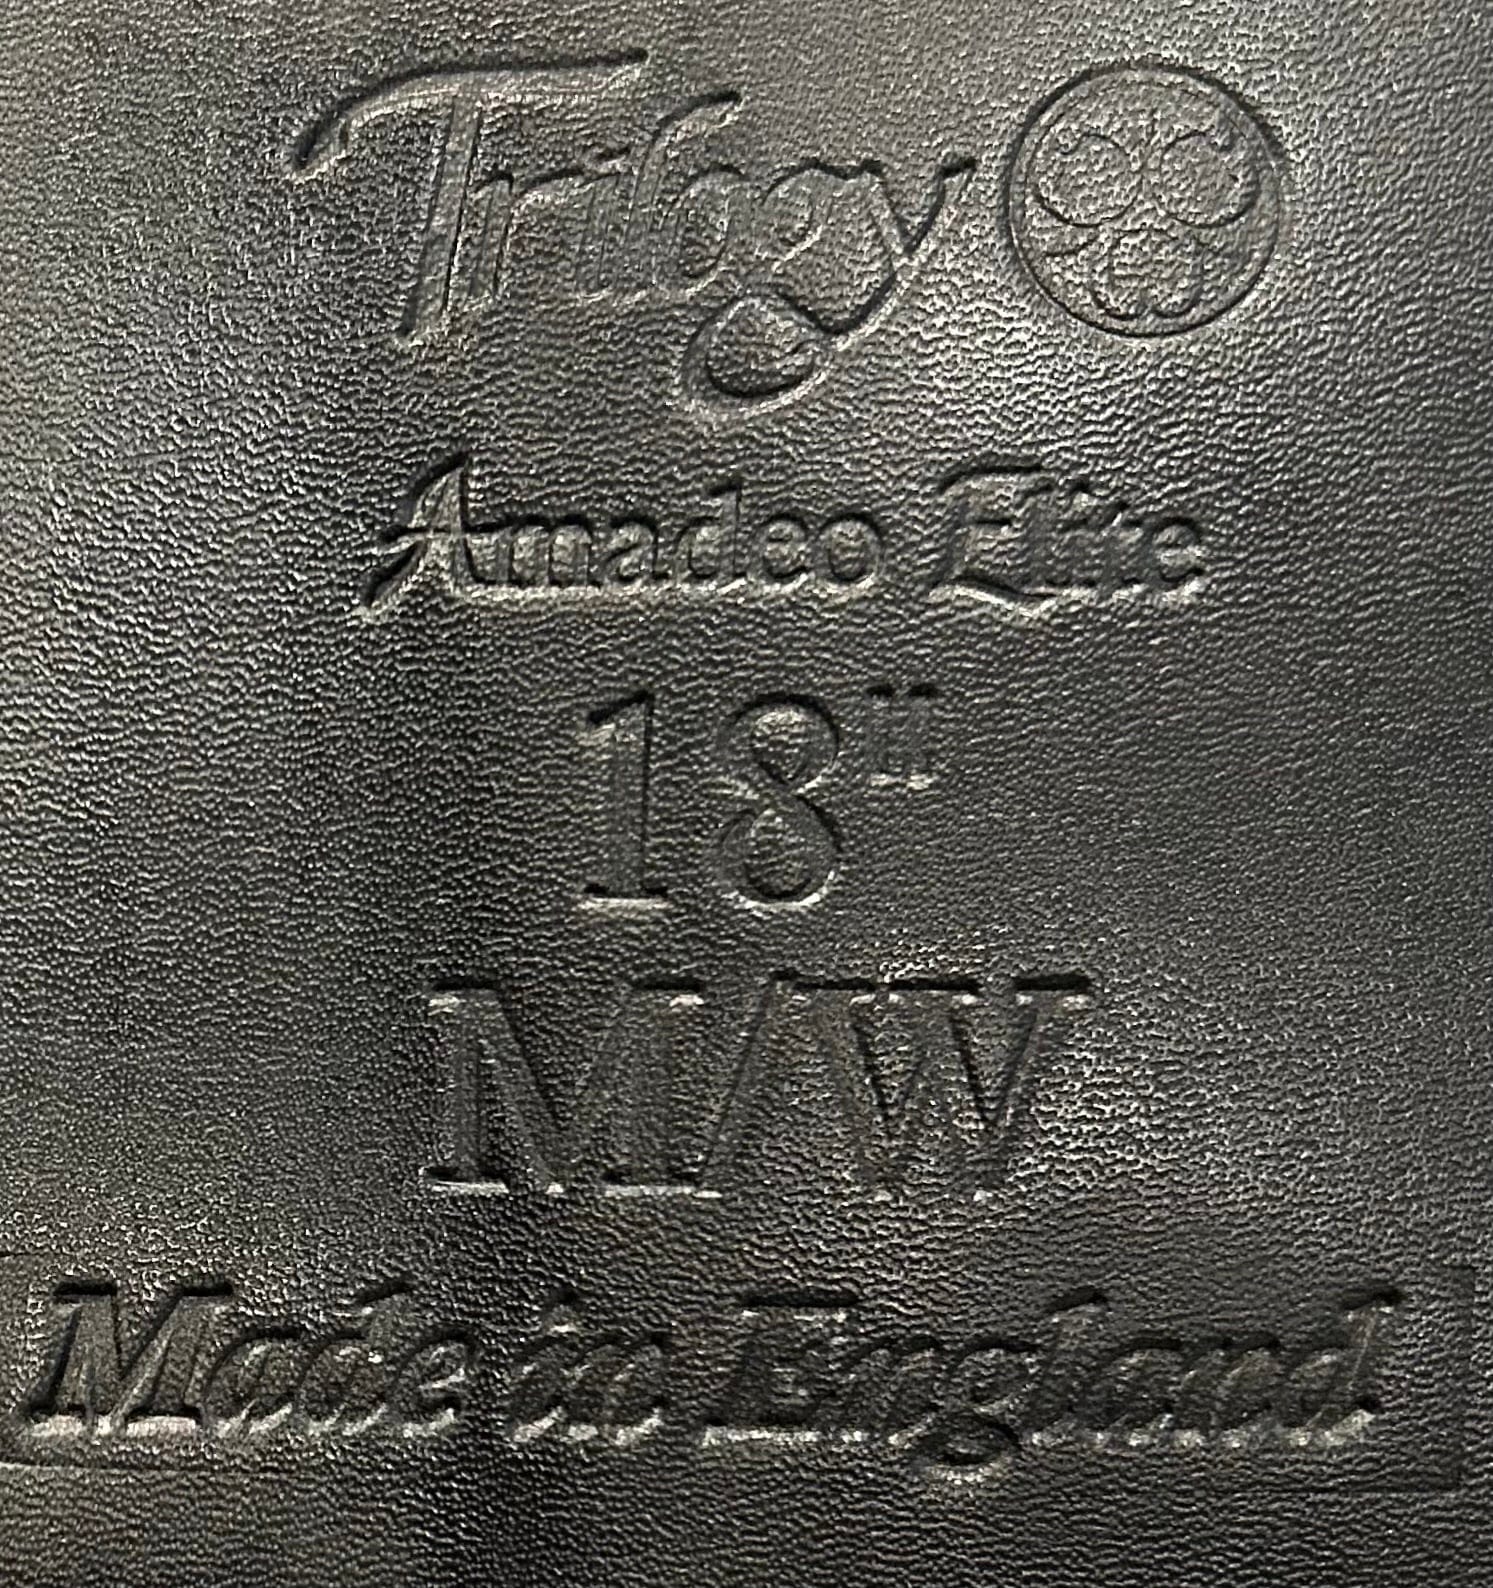 Trilogy
Amadeo Elite
18"
M/W
Made in England